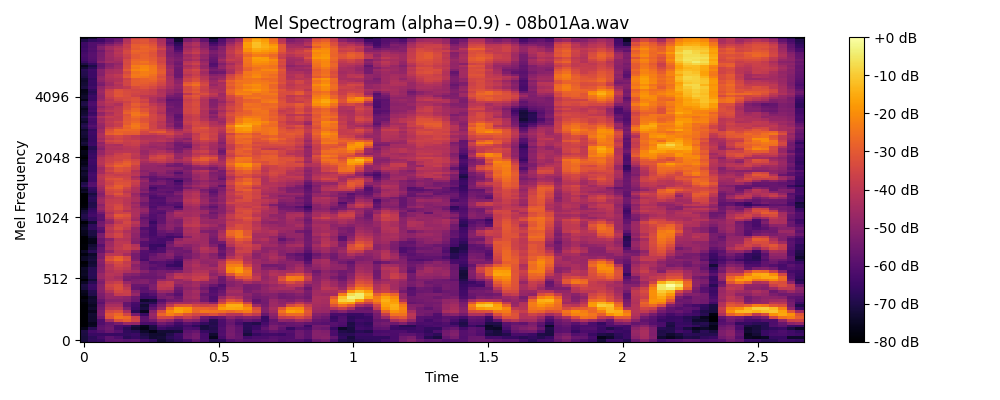 Mel Spectrogram (alpha=0.9) - 08b01Aa.wav
Mel Frequency
4096
2048
1024
512
0
0
0.5
1
1.5
2
2.5
Time
+0 dB
-10 dB
-20 dB
-30 dB
-40 dB
-50 dB
-60 dB
-70 dB
-80 dB